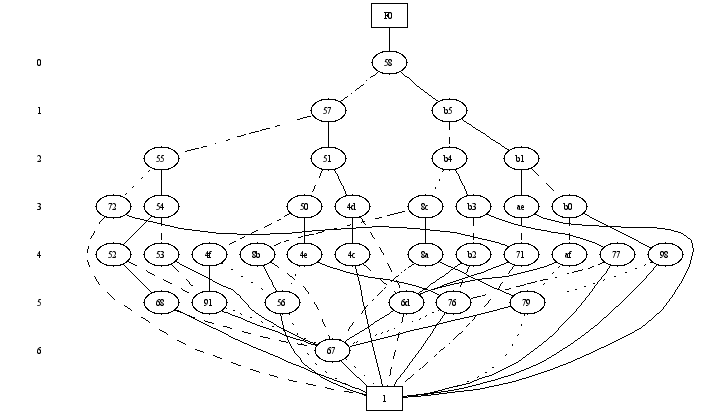 F0
0 58
1 57 b5
2 55 51 b4 b1
3 72 54 50 4d 8c b3 ae b0
4 52 53 4f 8b 4e 4c 8a b2 71 af 77 98
5 68 91 56 6d 76 79
6 67
1